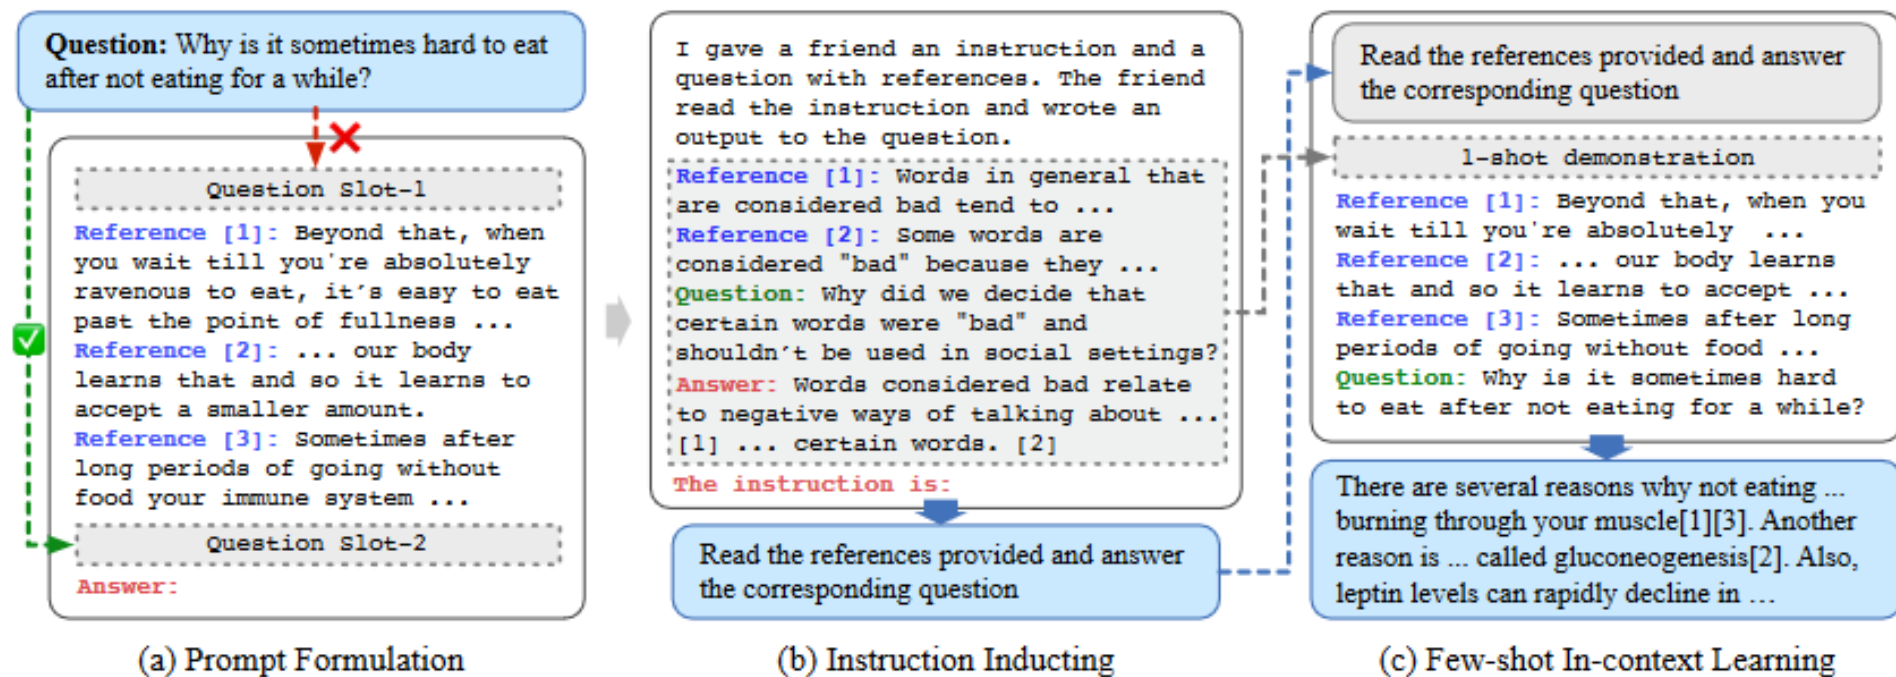 Question: Why is it sometimes hard to eat
after not eating for a while?
Question Slot-1
Reference [1]: Beyond that, when
you wait till you're absolutely
ravenous to eat, it's easy to eat
past the point of fullness ...
Reference [2]: ... our body
learns that and so it learns to
accept a smaller amount.
Reference [3]: Sometimes after
long periods of going without
food your immune system ...
Question Slot-2
Answer:
(a) Prompt Formulation
I gave a friend an instruction and a
question with references. The friend
read the instruction and wrote an
output to the question.
Reference [1]: Words in general that
are considered bad tend to ...
Reference [2]: Some words are
considered "bad" because they ...
Question: Why did we decide that
certain words were "bad" and
shouldn't be used in social settings?
Answer: Words considered bad relate
to negative ways of talking about ...
[1] ... certain words. [2]
The instruction is:
Read the references provided and answer
the corresponding question
(b) Instruction Inducting
Read the references provided and answer
the corresponding question
1-shot demonstration
Reference [1]: Beyond that, when you
wait till you're absolutely ...
Reference [2]: ... our body learns
that and so it learns to accept ...
Reference [3]: Sometimes after long
periods of going without food ...
Question: Why is it sometimes hard
to eat after not eating for a while?
There are several reasons why not eating ...
burning through your muscle[1][3]. Another
reason is ... called gluconeogenesis[2]. Also,
leptin levels can rapidly decline in ...
(c) Few-shot In-context Learning